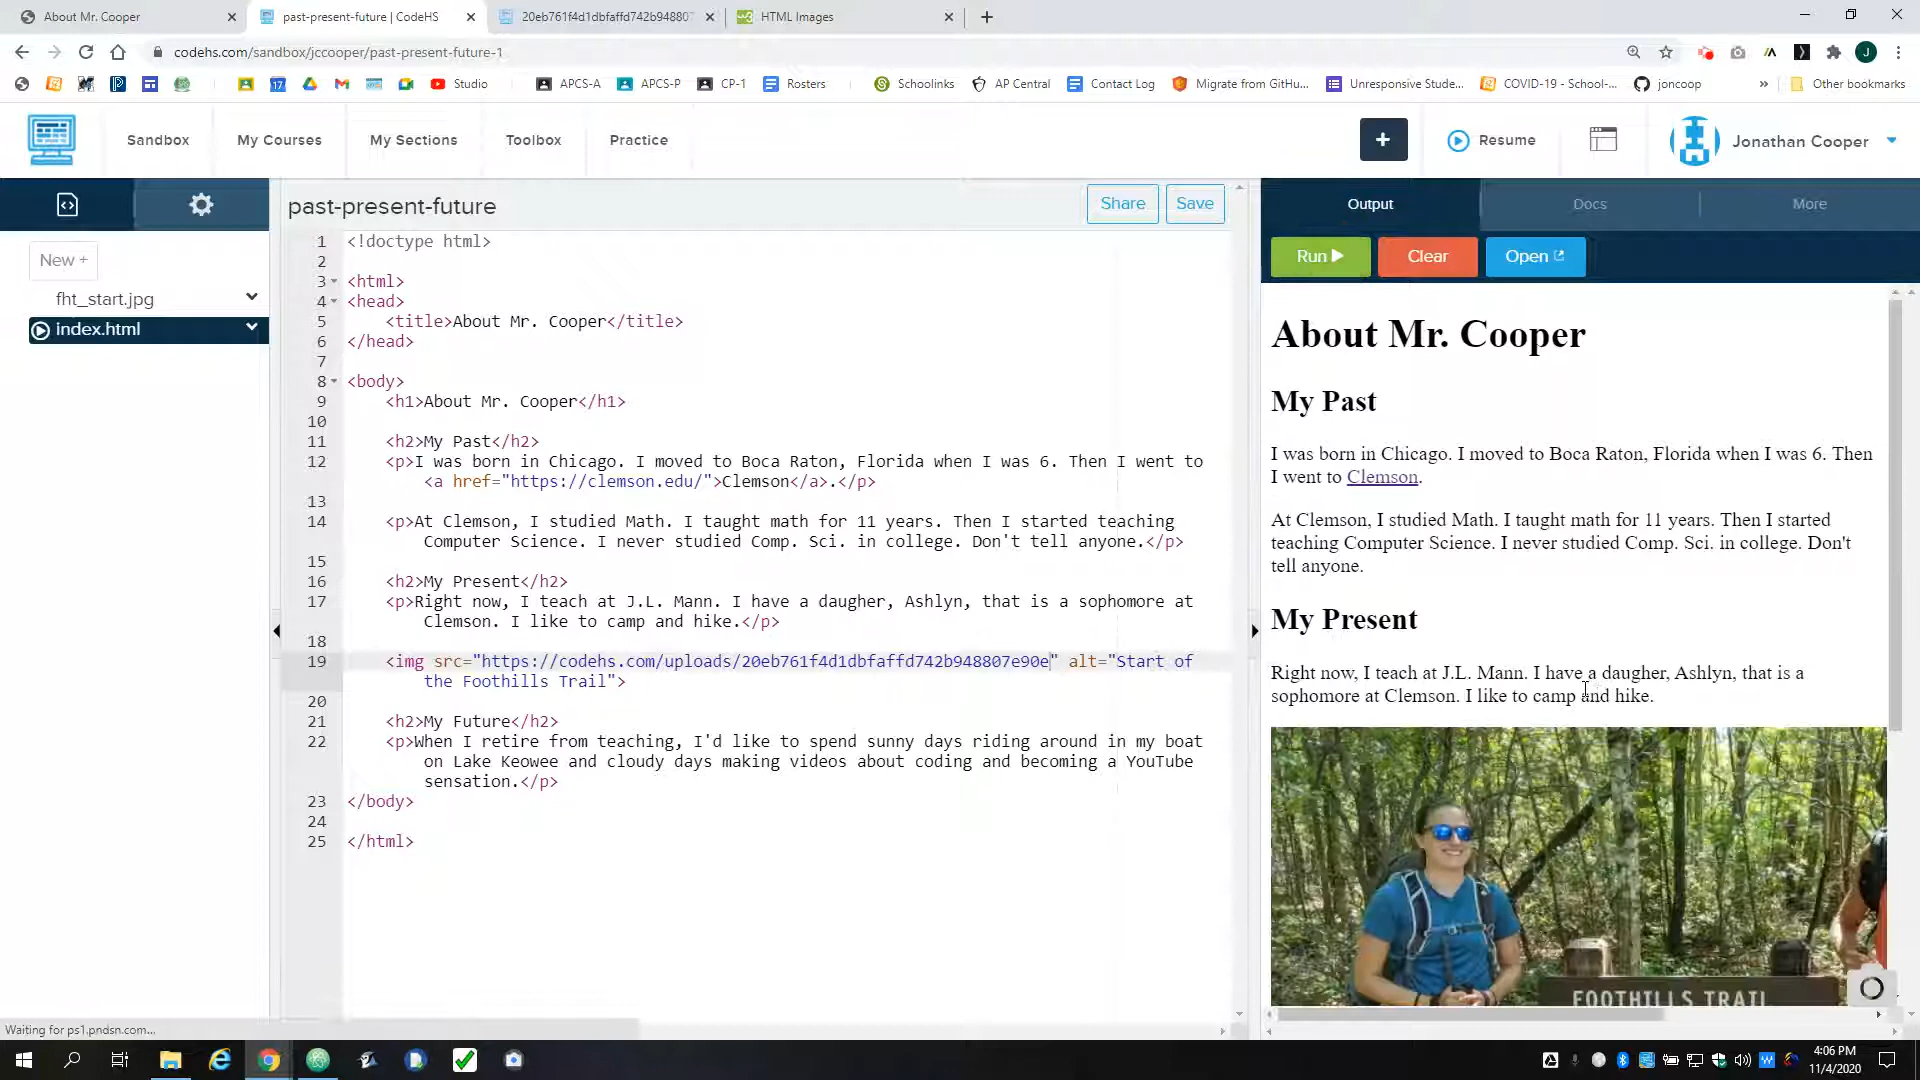 About Mr. Cooper
past-present-future | CodeHS
20eb761f4d1dbfaffd742b94880
HTML Images
codehs.com/sandbox/jccooper/past-present-future-1
J
17
Studio
APCS-A
APCS-P
CP-1
Rosters
Schoolinks
AP Central
Contact Log
Migrate from GitHu...
Unresponsive Stude...
COVID-19 - School-...
joncoop
»
Other bookmarks
Sandbox
My Courses
My Sections
Toolbox
Practice
+
Resume
Jonathan Cooper
past-present-future
Share
Save
Output
Docs
More
New +
fht_start.jpg
index.html
Run
Clear
Open
1 <!doctype html>
2
3 <html>
4 <head>
5 <title>About Mr. Cooper</title>
6 </head>
7
8 <body>
9 <h1>About Mr. Cooper</h1>
10
11 <h2>My Past</h2>
12 <p>I was born in Chicago. I moved to Boca Raton, Florida when I was 6. Then I went to
<a href="https://clemson.edu/">Clemson</a>.</p>
13
14 <p>At Clemson, I studied Math. I taught math for 11 years. Then I started teaching
Computer Science. I never studied Comp. Sci. in college. Don't tell anyone.</p>
15
16 <h2>My Present</h2>
17 <p>Right now, I teach at J.L. Mann. I have a daugher, Ashlyn, that is a sophomore at
Clemson. I like to camp and hike.</p>
18
19 <img src="https://codehs.com/uploads/20eb761f4d1dbfaffd742b948807e90e" alt="Start of
the Foothills Trail">
20
21 <h2>My Future</h2>
22 <p>When I retire from teaching, I'd like to spend sunny days riding around in my boat
on Lake Keowee and cloudy days making videos about coding and becoming a YouTube
sensation.</p>
23 </body>
24
25 </html>
About Mr. Cooper
My Past
I was born in Chicago. I moved to Boca Raton, Florida when I was 6. Then
I went to Clemson.
At Clemson, I studied Math. I taught math for 11 years. Then I started
teaching Computer Science. I never studied Comp. Sci. in college. Don't
tell anyone.
My Present
Right now, I teach at J.L. Mann. I have a daugher, Ashlyn, that is a
sophomore at Clemson. I like to camp and hike.
FOOTHILLS TRAIL
Waiting for ps1.pndsn.com...
4:06 PM
11/4/2020